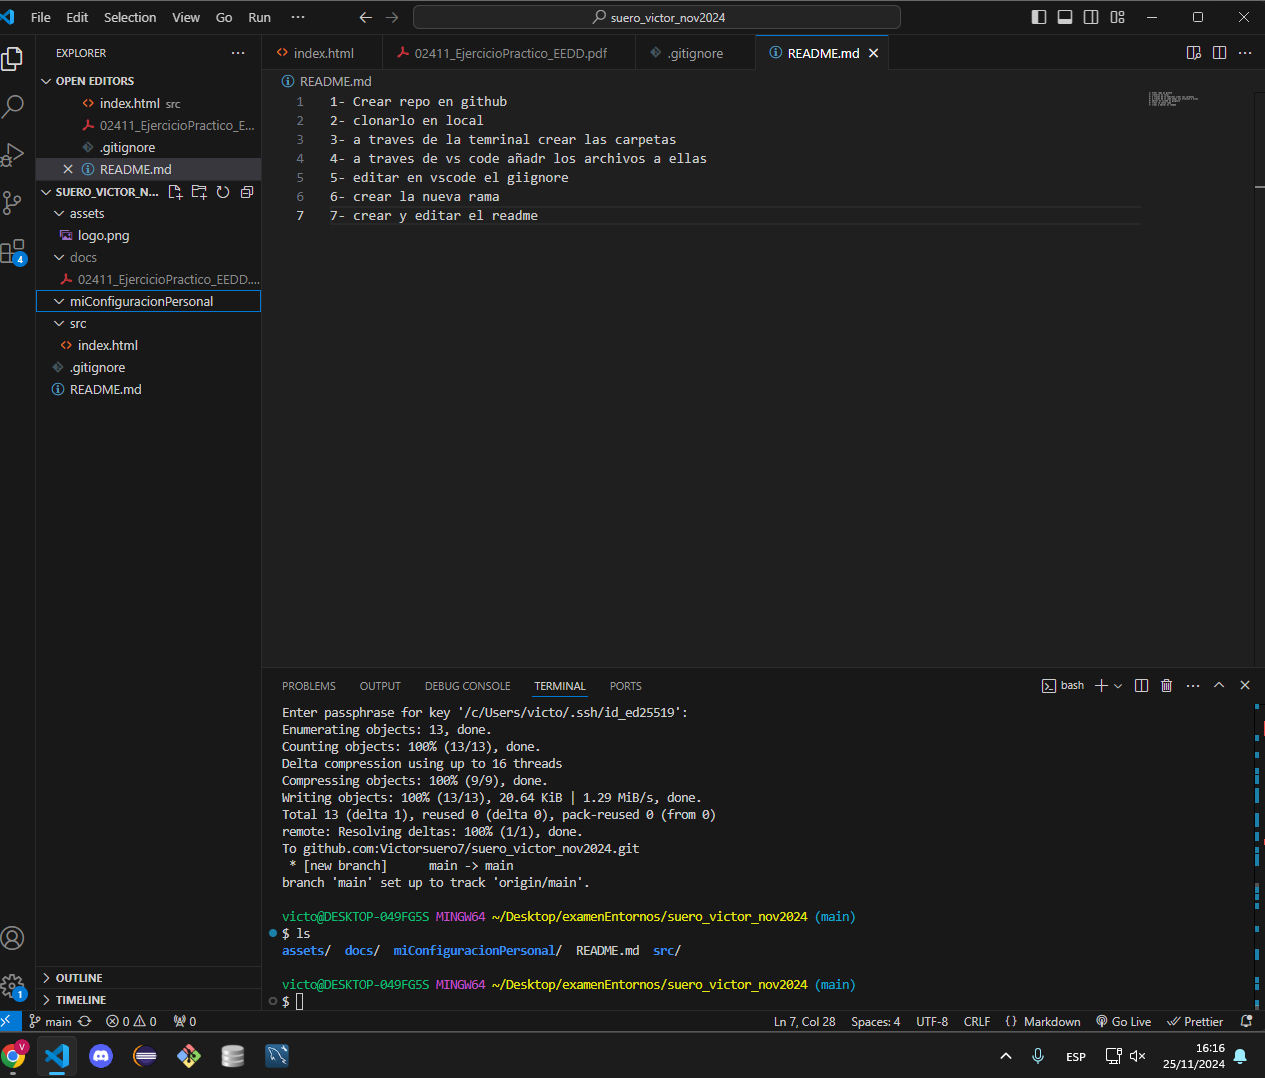 File Edit Selection View Go Run ··· suero_victor_nov2024
EXPLORER ···
OPEN EDITORS
index.html src
02411_EjercicioPractico_E...
.gitignore
README.md
SUERO_VICTOR_N...
assets
logo.png
docs
02411_EjercicioPractico_EEDD....
miConfiguracionPersonal
src
index.html
.gitignore
README.md
OUTLINE
TIMELINE
index.html 02411_EjercicioPractico_EEDD.pdf .gitignore README.md
README.md
1 1- Crear repo en github
2 2- clonarlo en local
3 3- a traves de la temrinal crear las carpetas
4 4- a traves de vs code añadr los archivos a ellas
5 5- editar en vscode el giignore
6 6- crear la nueva rama
7 7- crear y editar el readme
PROBLEMS OUTPUT DEBUG CONSOLE TERMINAL PORTS bash
Enter passphrase for key '/c/Users/victo/.ssh/id_ed25519':
Enumerating objects: 13, done.
Counting objects: 100% (13/13), done.
Delta compression using up to 16 threads
Compressing objects: 100% (9/9), done.
Writing objects: 100% (13/13), 20.64 KiB | 1.29 MiB/s, done.
Total 13 (delta 1), reused 0 (delta 0), pack-reused 0 (from 0)
remote: Resolving deltas: 100% (1/1), done.
To github.com:Victorsuero7/suero_victor_nov2024.git
* [new branch] main -> main
branch 'main' set up to track 'origin/main'.
victo@DESKTOP-049FG5S MINGW64 ~/Desktop/examenEntornos/suero_victor_nov2024 (main)
$ ls
assets/ docs/ miConfiguracionPersonal/ README.md src/
victo@DESKTOP-049FG5S MINGW64 ~/Desktop/examenEntornos/suero_victor_nov2024 (main)
$
4
1
main 0 0 0 Ln 7, Col 28 Spaces: 4 UTF-8 CRLF {} Markdown Go Live Prettier
V
ESP
16:16
25/11/2024